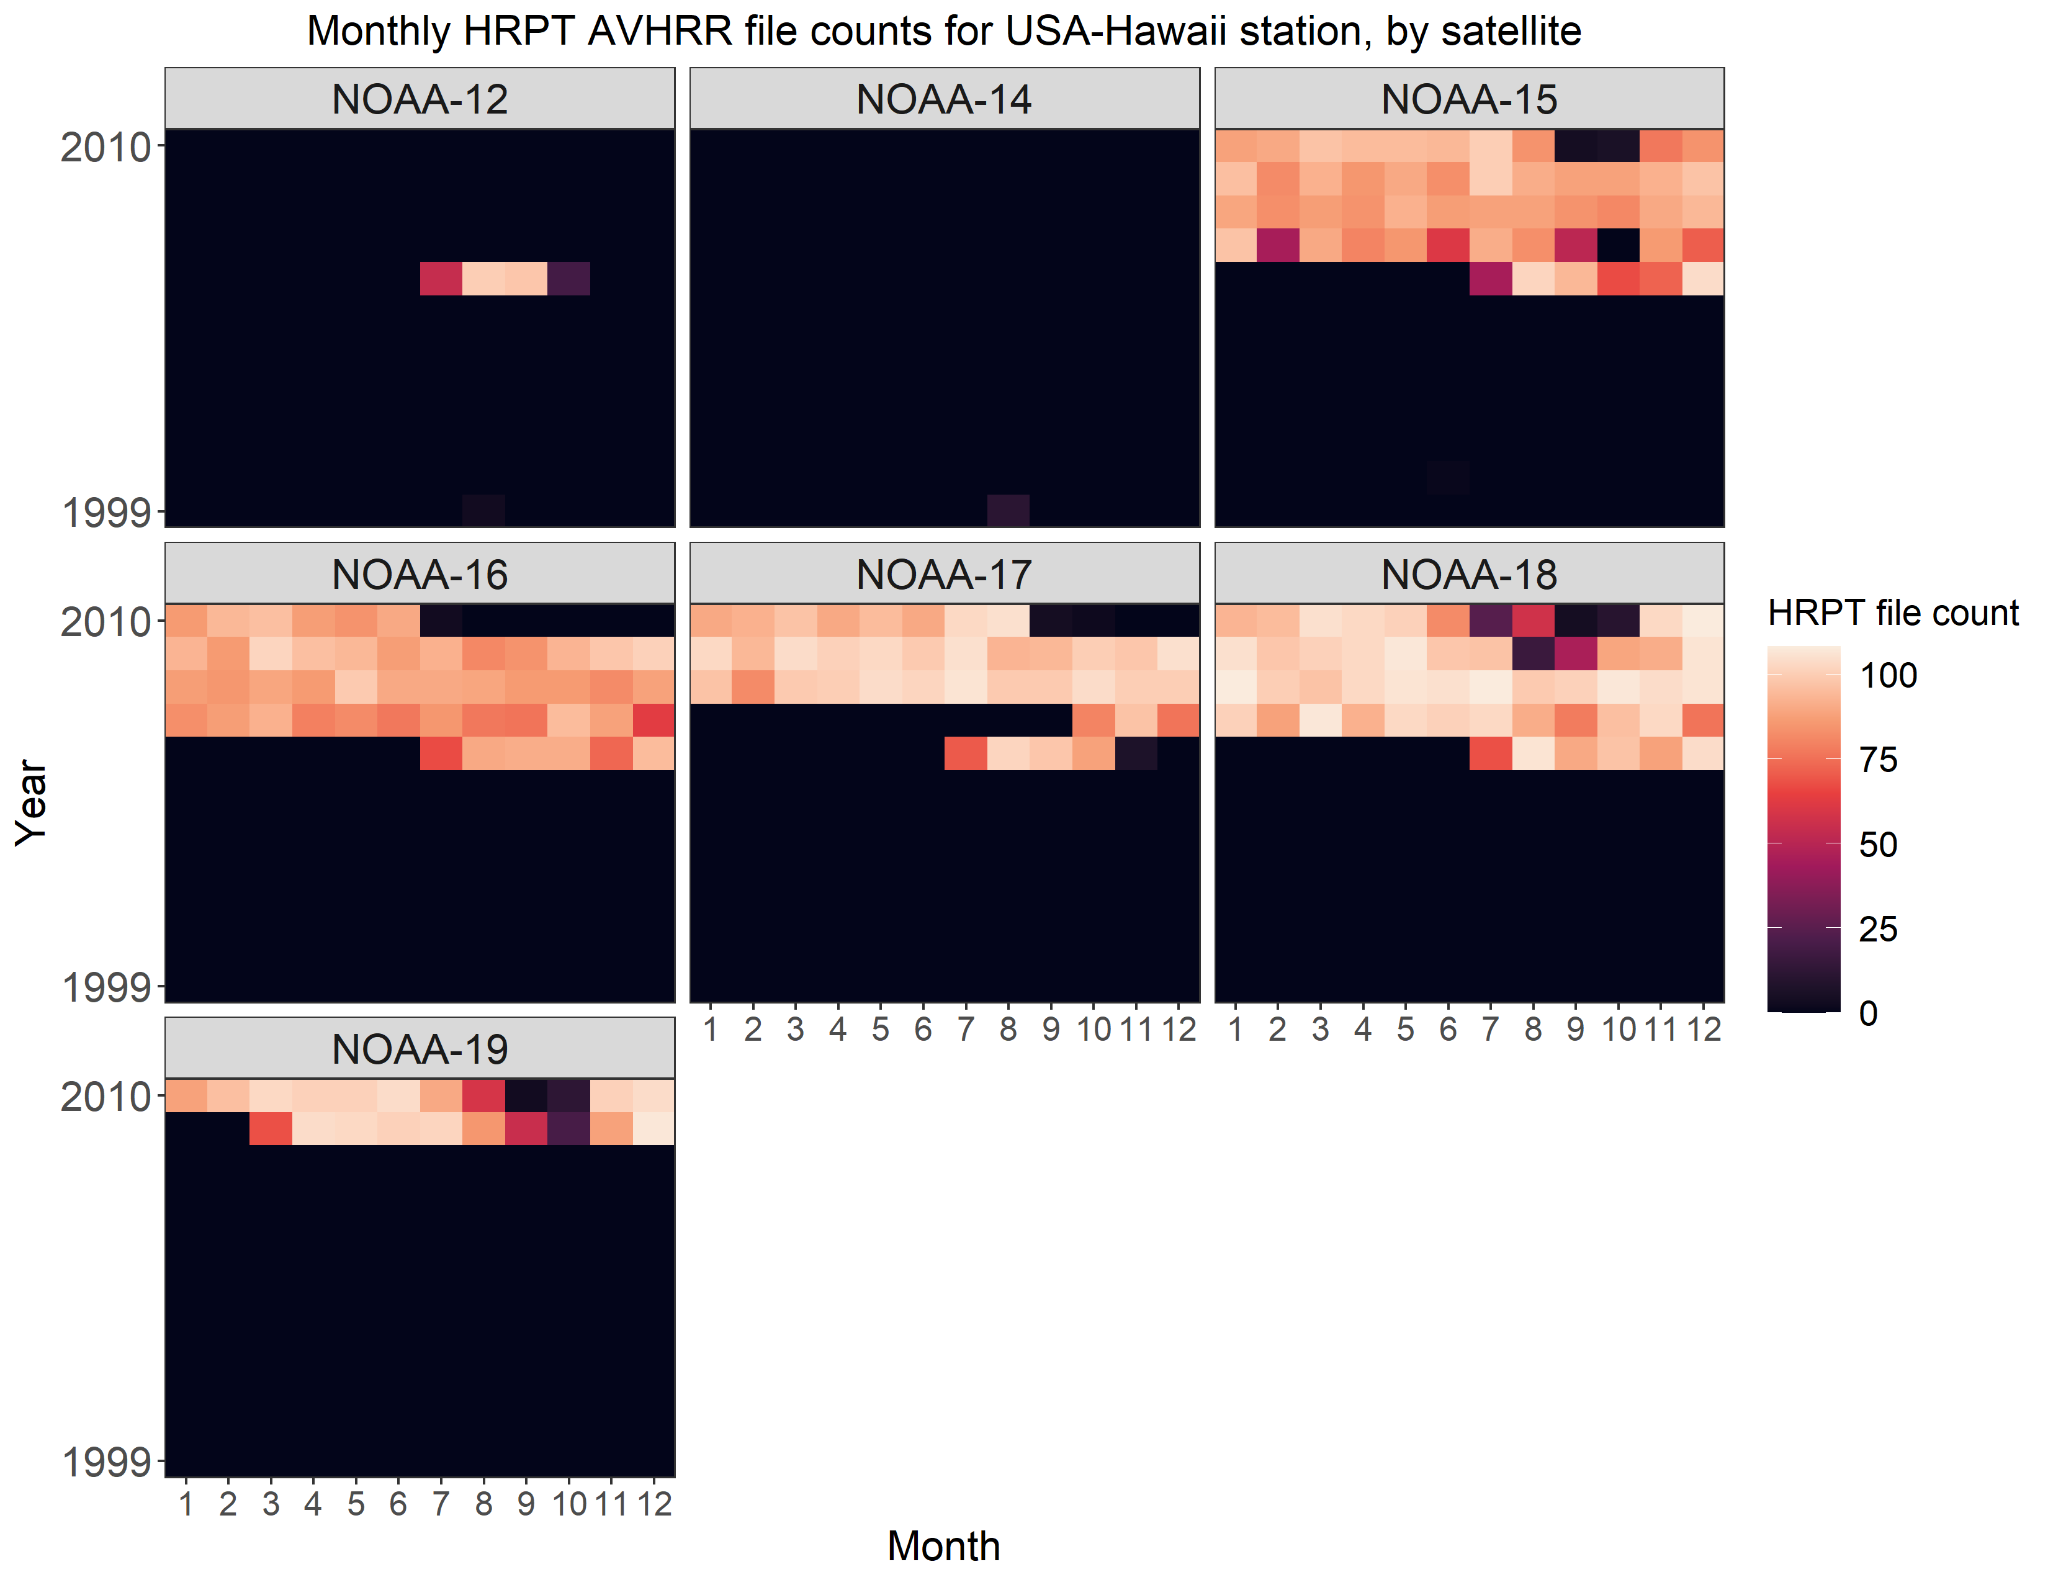 Monthly HRPT AVHRR file counts for USA-Hawaii station, by satellite
NOAA-12 NOAA-14 NOAA-15
2010
1999
NOAA-16 NOAA-17 NOAA-18
2010
1999
1 2 3 4 5 6 7 8 9 10 11 12 1 2 3 4 5 6 7 8 9 10 11 12
NOAA-19
2010
1999
1 2 3 4 5 6 7 8 9 10 11 12
Month
Year
HRPT file count
100
75
50
25
0